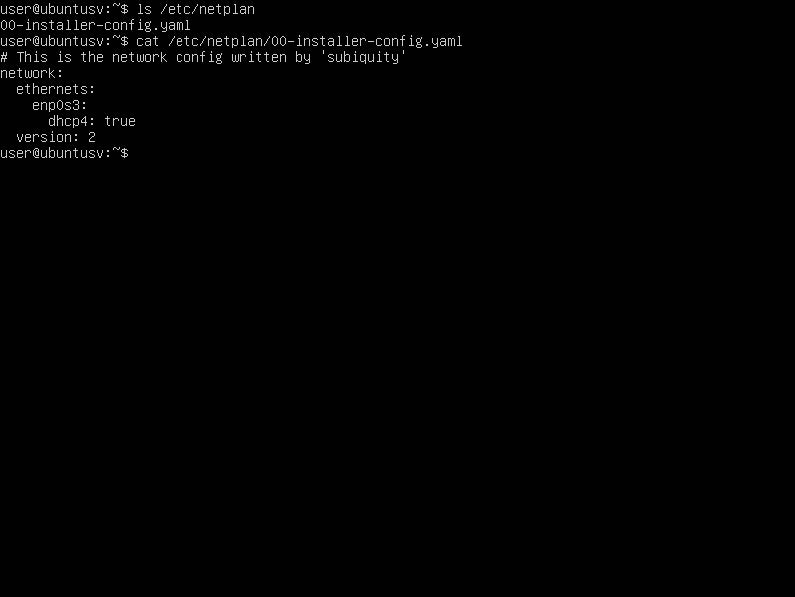 user@ubuntusv:~$ ls /etc/netplan
00-installer-config.yaml
user@ubuntusv:~$ cat /etc/netplan/00-installer-config.yaml
# This is the network config written by 'subiquity'
network:
  ethernets:
    enp0s3:
      dhcp4: true
  version: 2
user@ubuntusv:~$